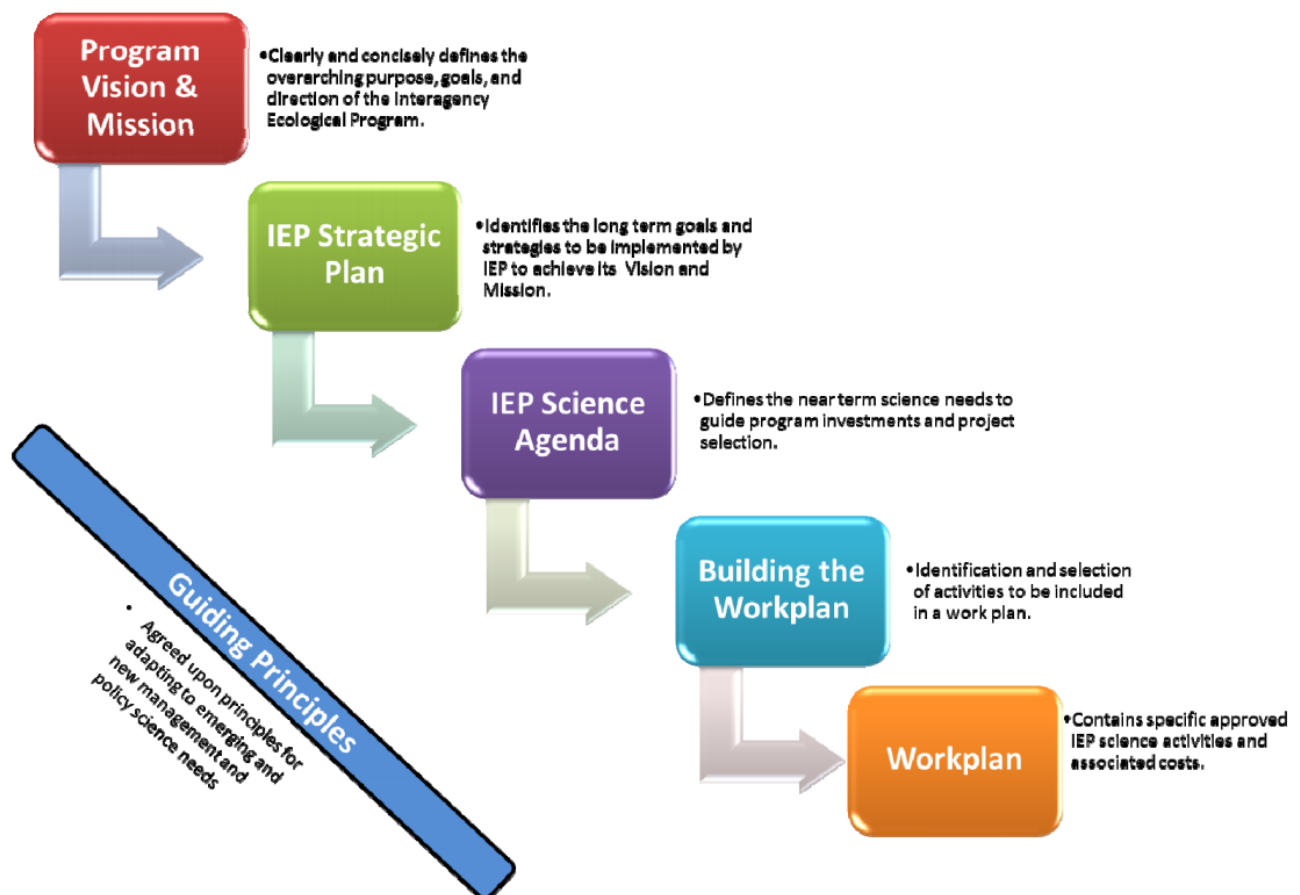 Program
Vision &
Mission
•Clearly and concisely defines the
overarching purpose, goals, and
direction of the Interagency
Ecological Program.
IEP Strategic
Plan
•Identifies the long term goals and
strategies to be implemented by
IEP to achieve its Vision and
Mission.
IEP Science
Agenda
•Defines the near term science needs to
guide program investments and project
selection.
Building the
Workplan
•Identification and selection
of activities to be included
in a work plan.
Workplan
•Contains specific approved
IEP science activities and
associated costs.
Guiding Principles
• Agreed upon principles for
adapting to emerging and
new management and
policy science needs